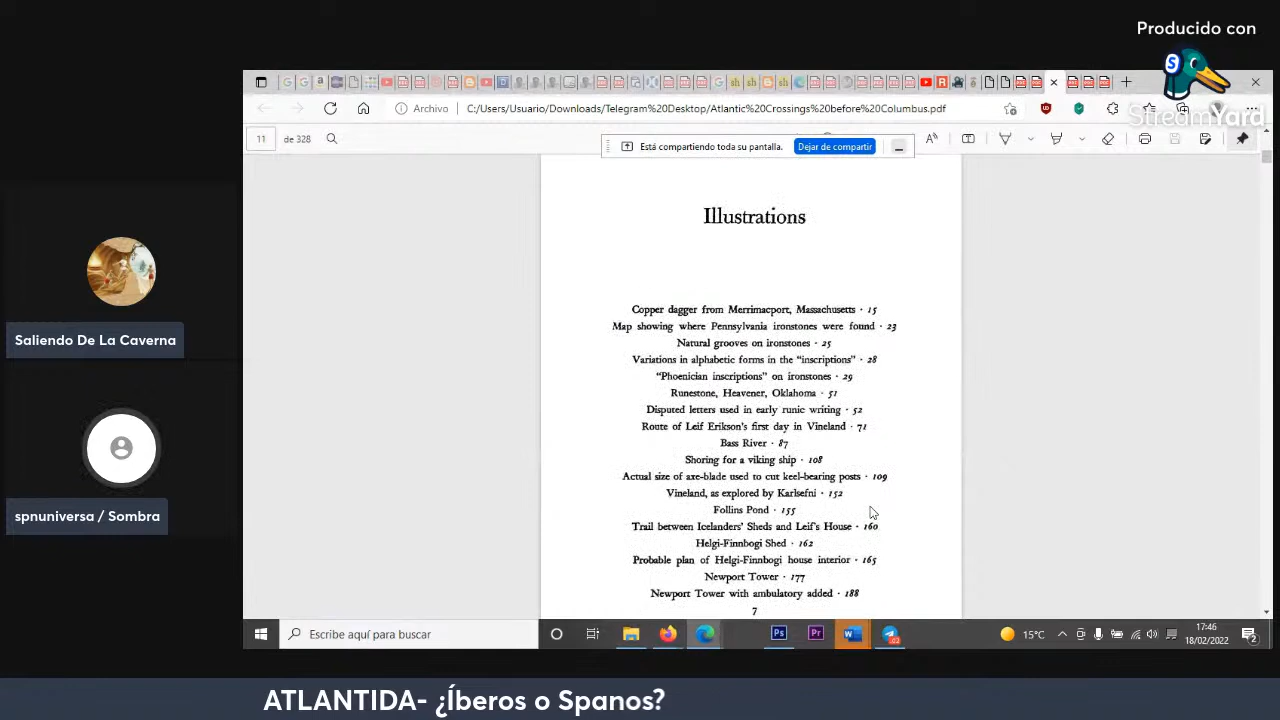 Producido con
StreamYard
Archivo
C:/Users/Usuario/Downloads/Telegram%20Desktop/Atlantic%20Crossings%20before%20Columbus.pdf
11
de 328
Está compartiendo toda su pantalla.
Dejar de compartir
Illustrations
Copper dagger from Merrimacport, Massachusetts · 15
Map showing where Pennsylvania ironstones were found · 23
Natural grooves on ironstones · 25
Variations in alphabetic forms in the “inscriptions” · 28
“Phoenician inscriptions” on ironstones · 29
Runestone, Heavener, Oklahoma · 51
Disputed letters used in early runic writing · 52
Route of Leif Erikson's first day in Vineland · 71
Bass River · 87
Shoring for a viking ship · 108
Actual size of axe-blade used to cut keel-bearing posts · 109
Vineland, as explored by Karlsefni · 152
Follins Pond · 155
Trail between Icelanders' Sheds and Leif's House · 160
Helgi-Finnbogi Shed · 162
Probable plan of Helgi-Finnbogi house interior · 165
Newport Tower · 177
Newport Tower with ambulatory added · 188
7
Saliendo De La Caverna
spnuniversa / Sombra
Escribe aquí para buscar
Ps
Pr
15°C
17:46
18/02/2022
ATLANTIDA- ¿Íberos o Spanos?